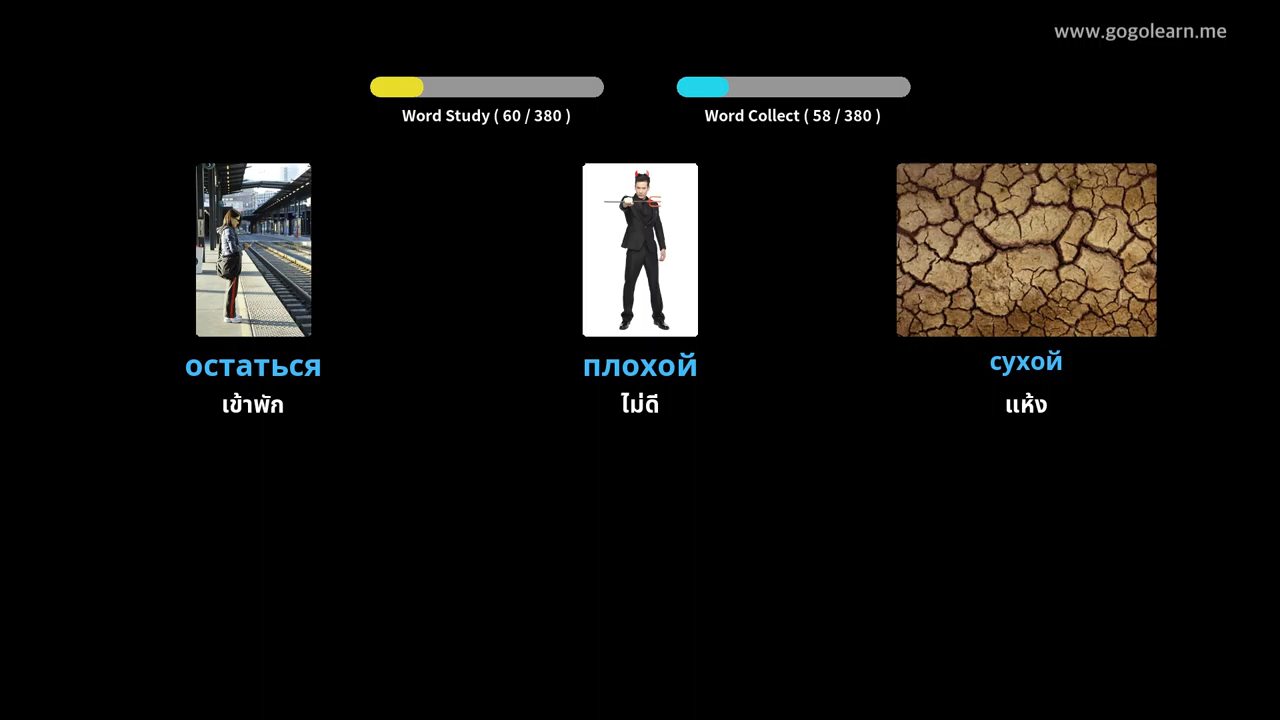 www.gogolearn.me
Word Study ( 60 / 380 )
Word Collect ( 58 / 380 )
остаться
плохой
сухой
เข้าพัก
ไม่ดี
แห้ง